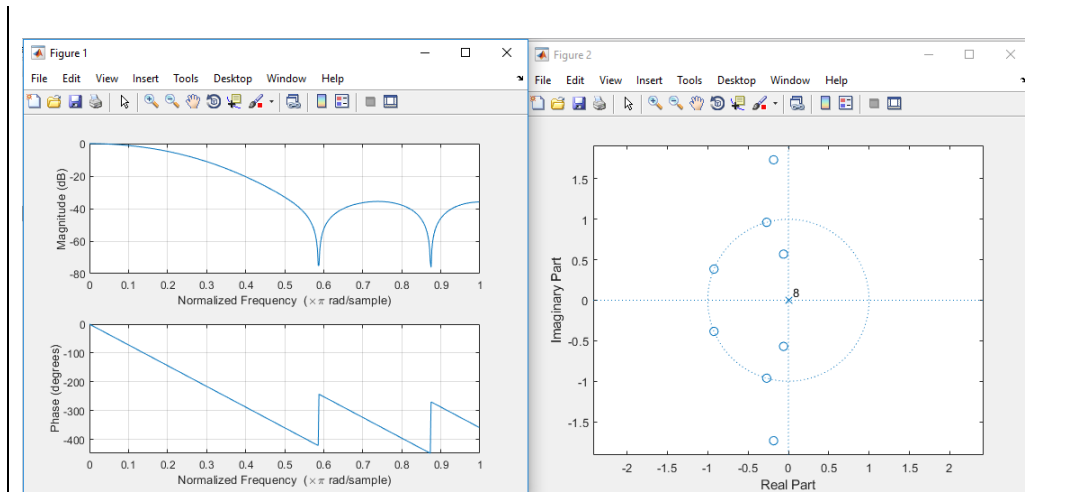 Figure 1
File Edit View Insert Tools Desktop Window Help
0
-20
-40
-60
-80
Magnitude (dB)
0 0.1 0.2 0.3 0.4 0.5 0.6 0.7 0.8 0.9 1
Normalized Frequency (×π rad/sample)
0
-100
-200
-300
-400
Phase (degrees)
0 0.1 0.2 0.3 0.4 0.5 0.6 0.7 0.8 0.9 1
Normalized Frequency (×π rad/sample)
Figure 2
File Edit View Insert Tools Desktop Window Help
1.5
1
0.5
0
-0.5
-1
-1.5
Imaginary Part
8
-2 -1.5 -1 -0.5 0 0.5 1 1.5 2
Real Part